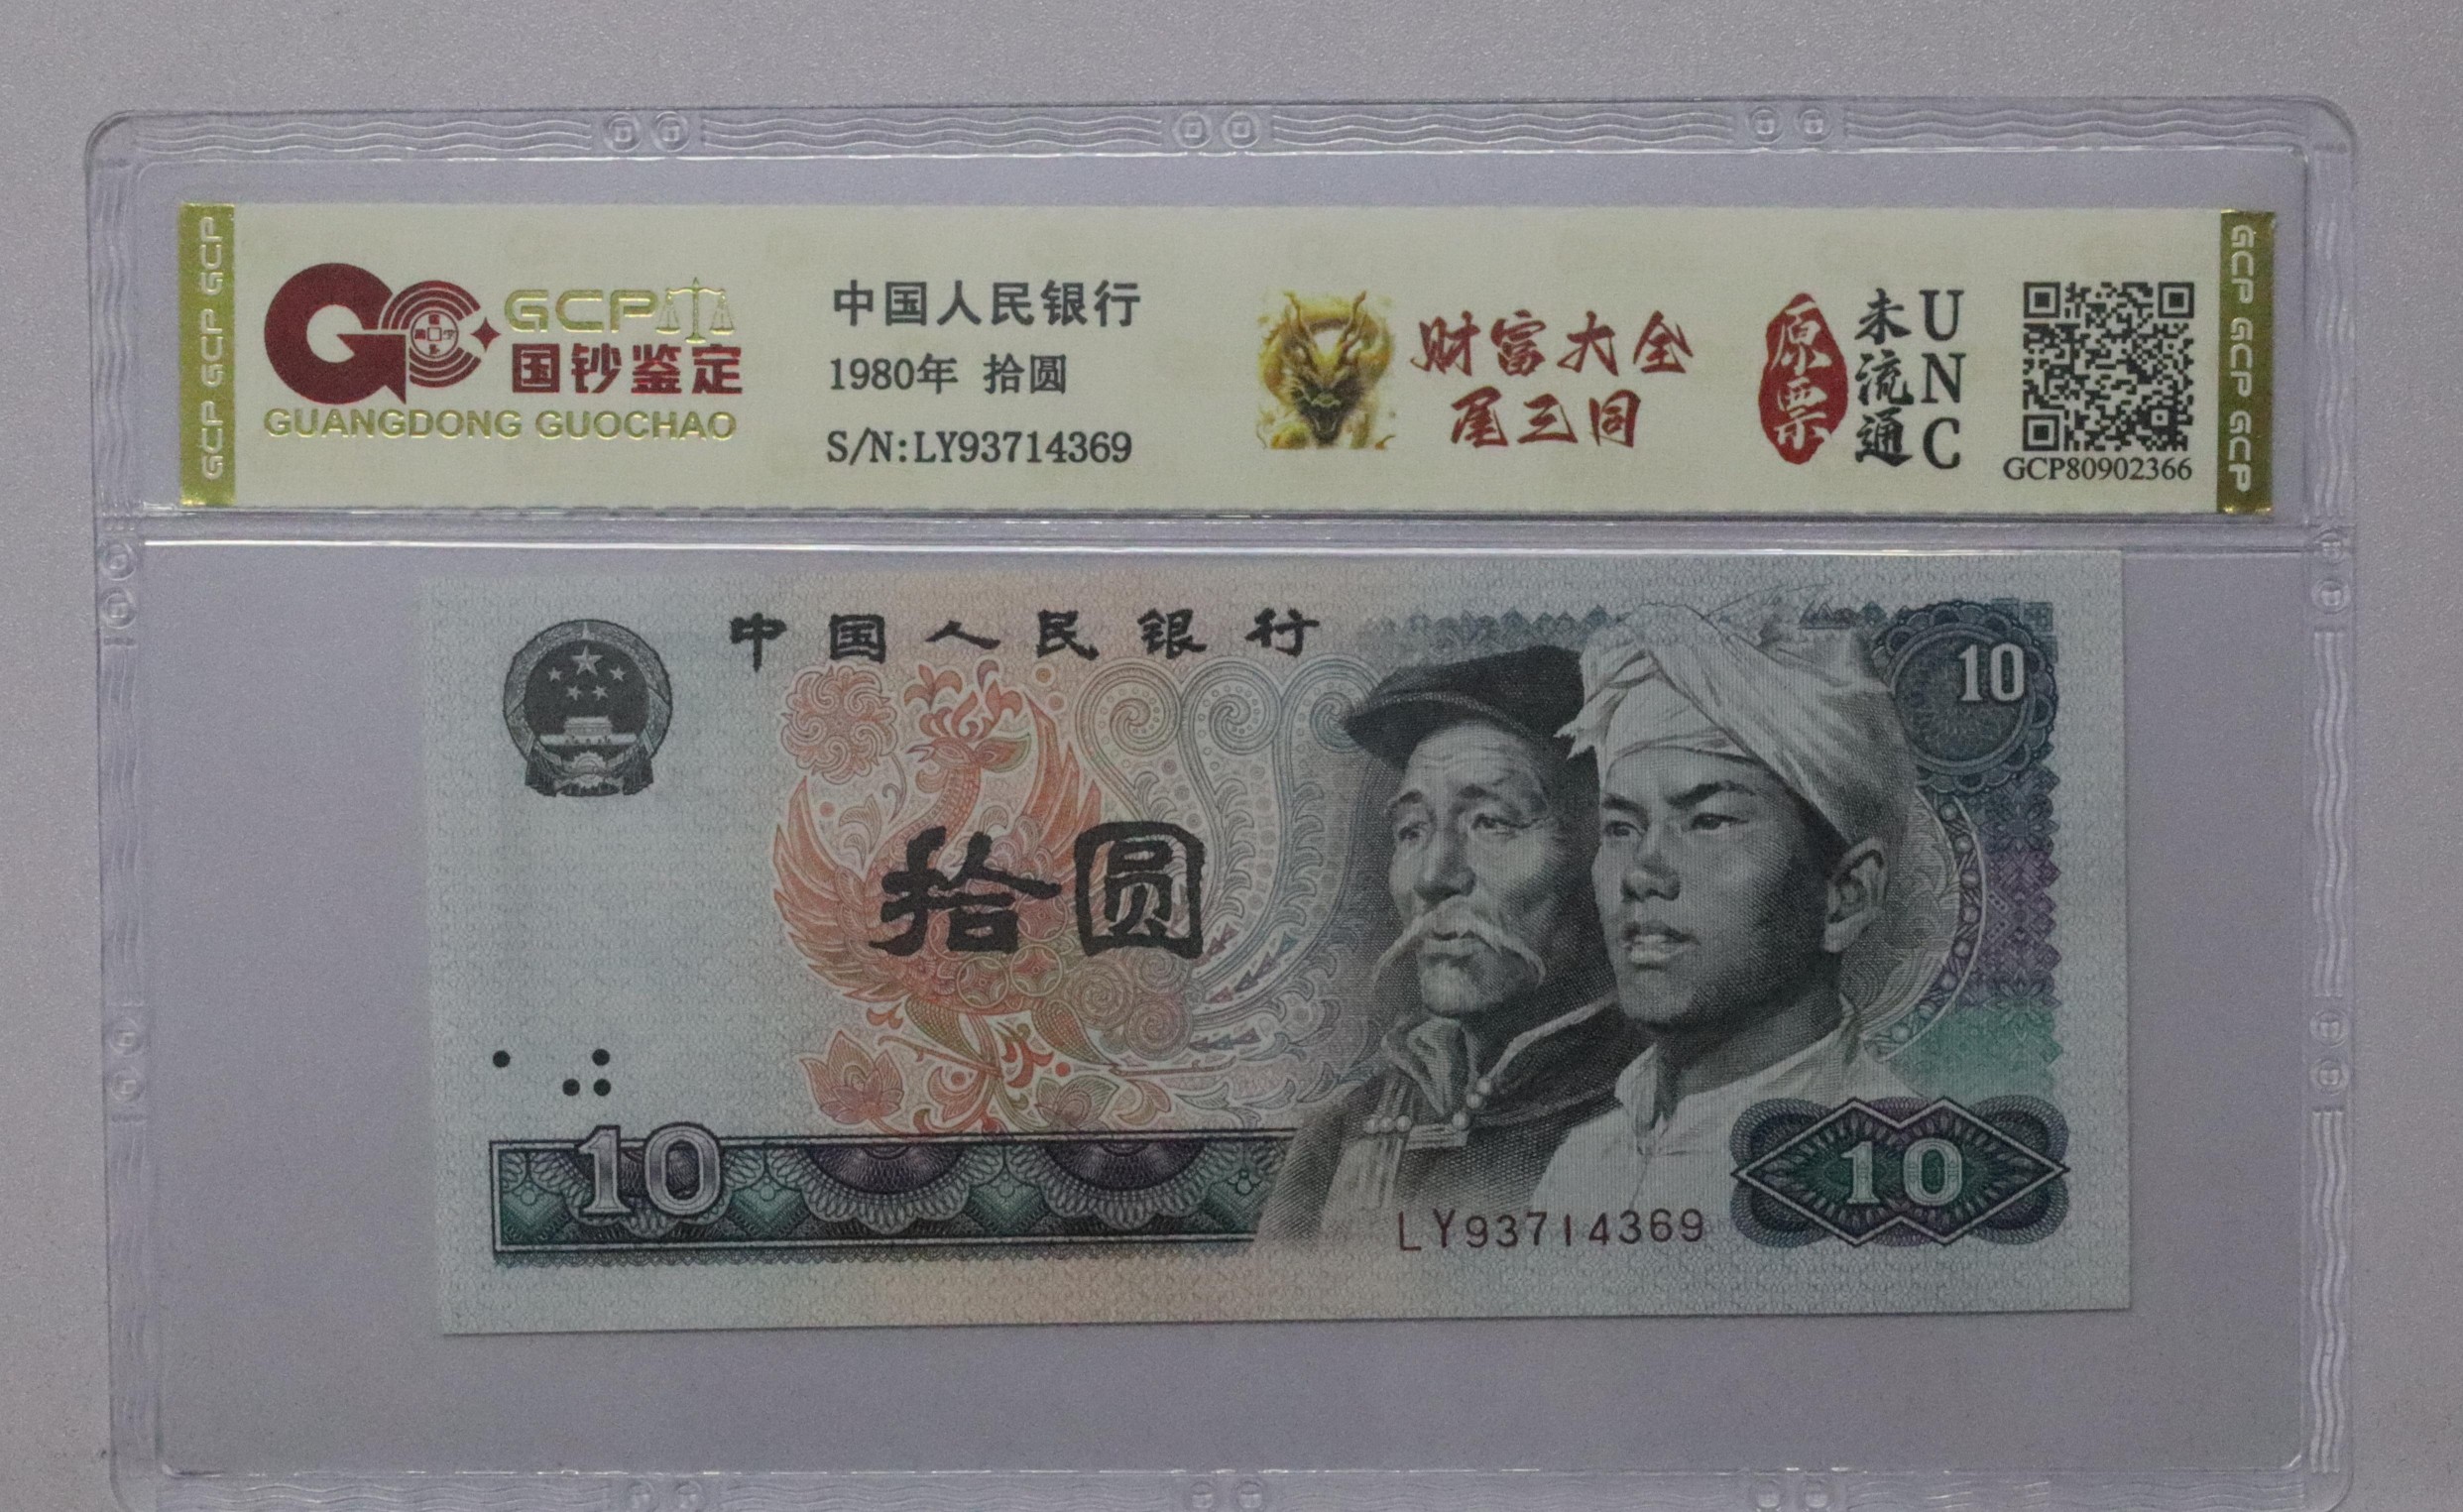 GCP GCP GCP
GCP
国钞鉴定
GUANGDONG GUOCHAO
中国人民银行
1980年 拾圆
S/N:LY93714369
财富大全
尾三同
原票
未流通
UNC
GCP80902366
GCP GCP GCP
中国人民银行
10
拾圆
10
LY93714369
10